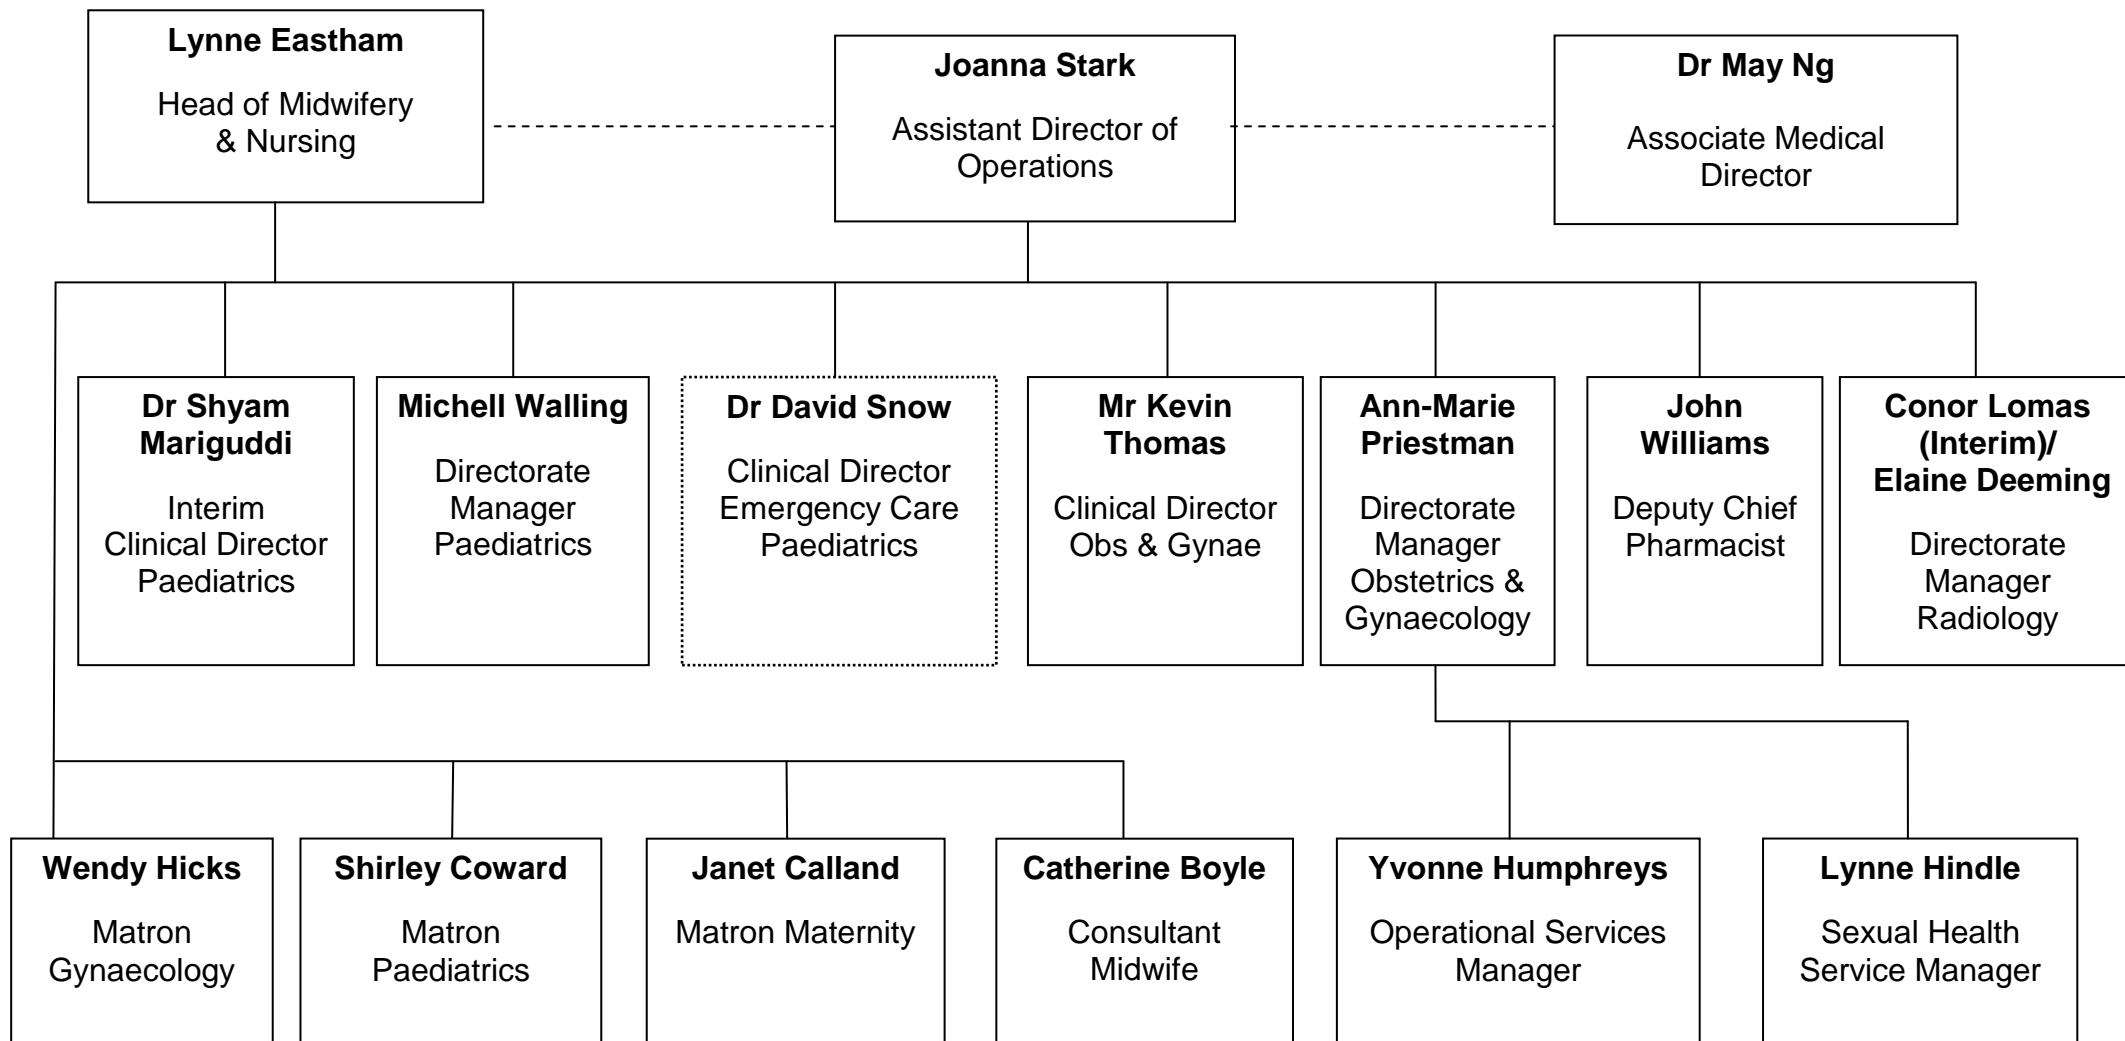 Lynne Eastham
Head of Midwifery
& Nursing
Joanna Stark
Assistant Director of
Operations
Dr May Ng
Associate Medical
Director
Dr Shyam
Mariguddi
Interim
Clinical Director
Paediatrics
Michell Walling
Directorate
Manager
Paediatrics
Dr David Snow
Clinical Director
Emergency Care
Paediatrics
Mr Kevin
Thomas
Clinical Director
Obs & Gynae
Ann-Marie
Priestman
Directorate
Manager
Obstetrics &
Gynaecology
John
Williams
Deputy Chief
Pharmacist
Conor Lomas
(Interim)/
Elaine Deeming
Directorate
Manager
Radiology
Wendy Hicks
Matron
Gynaecology
Shirley Coward
Matron
Paediatrics
Janet Calland
Matron Maternity
Catherine Boyle
Consultant
Midwife
Yvonne Humphreys
Operational Services
Manager
Lynne Hindle
Sexual Health
Service Manager